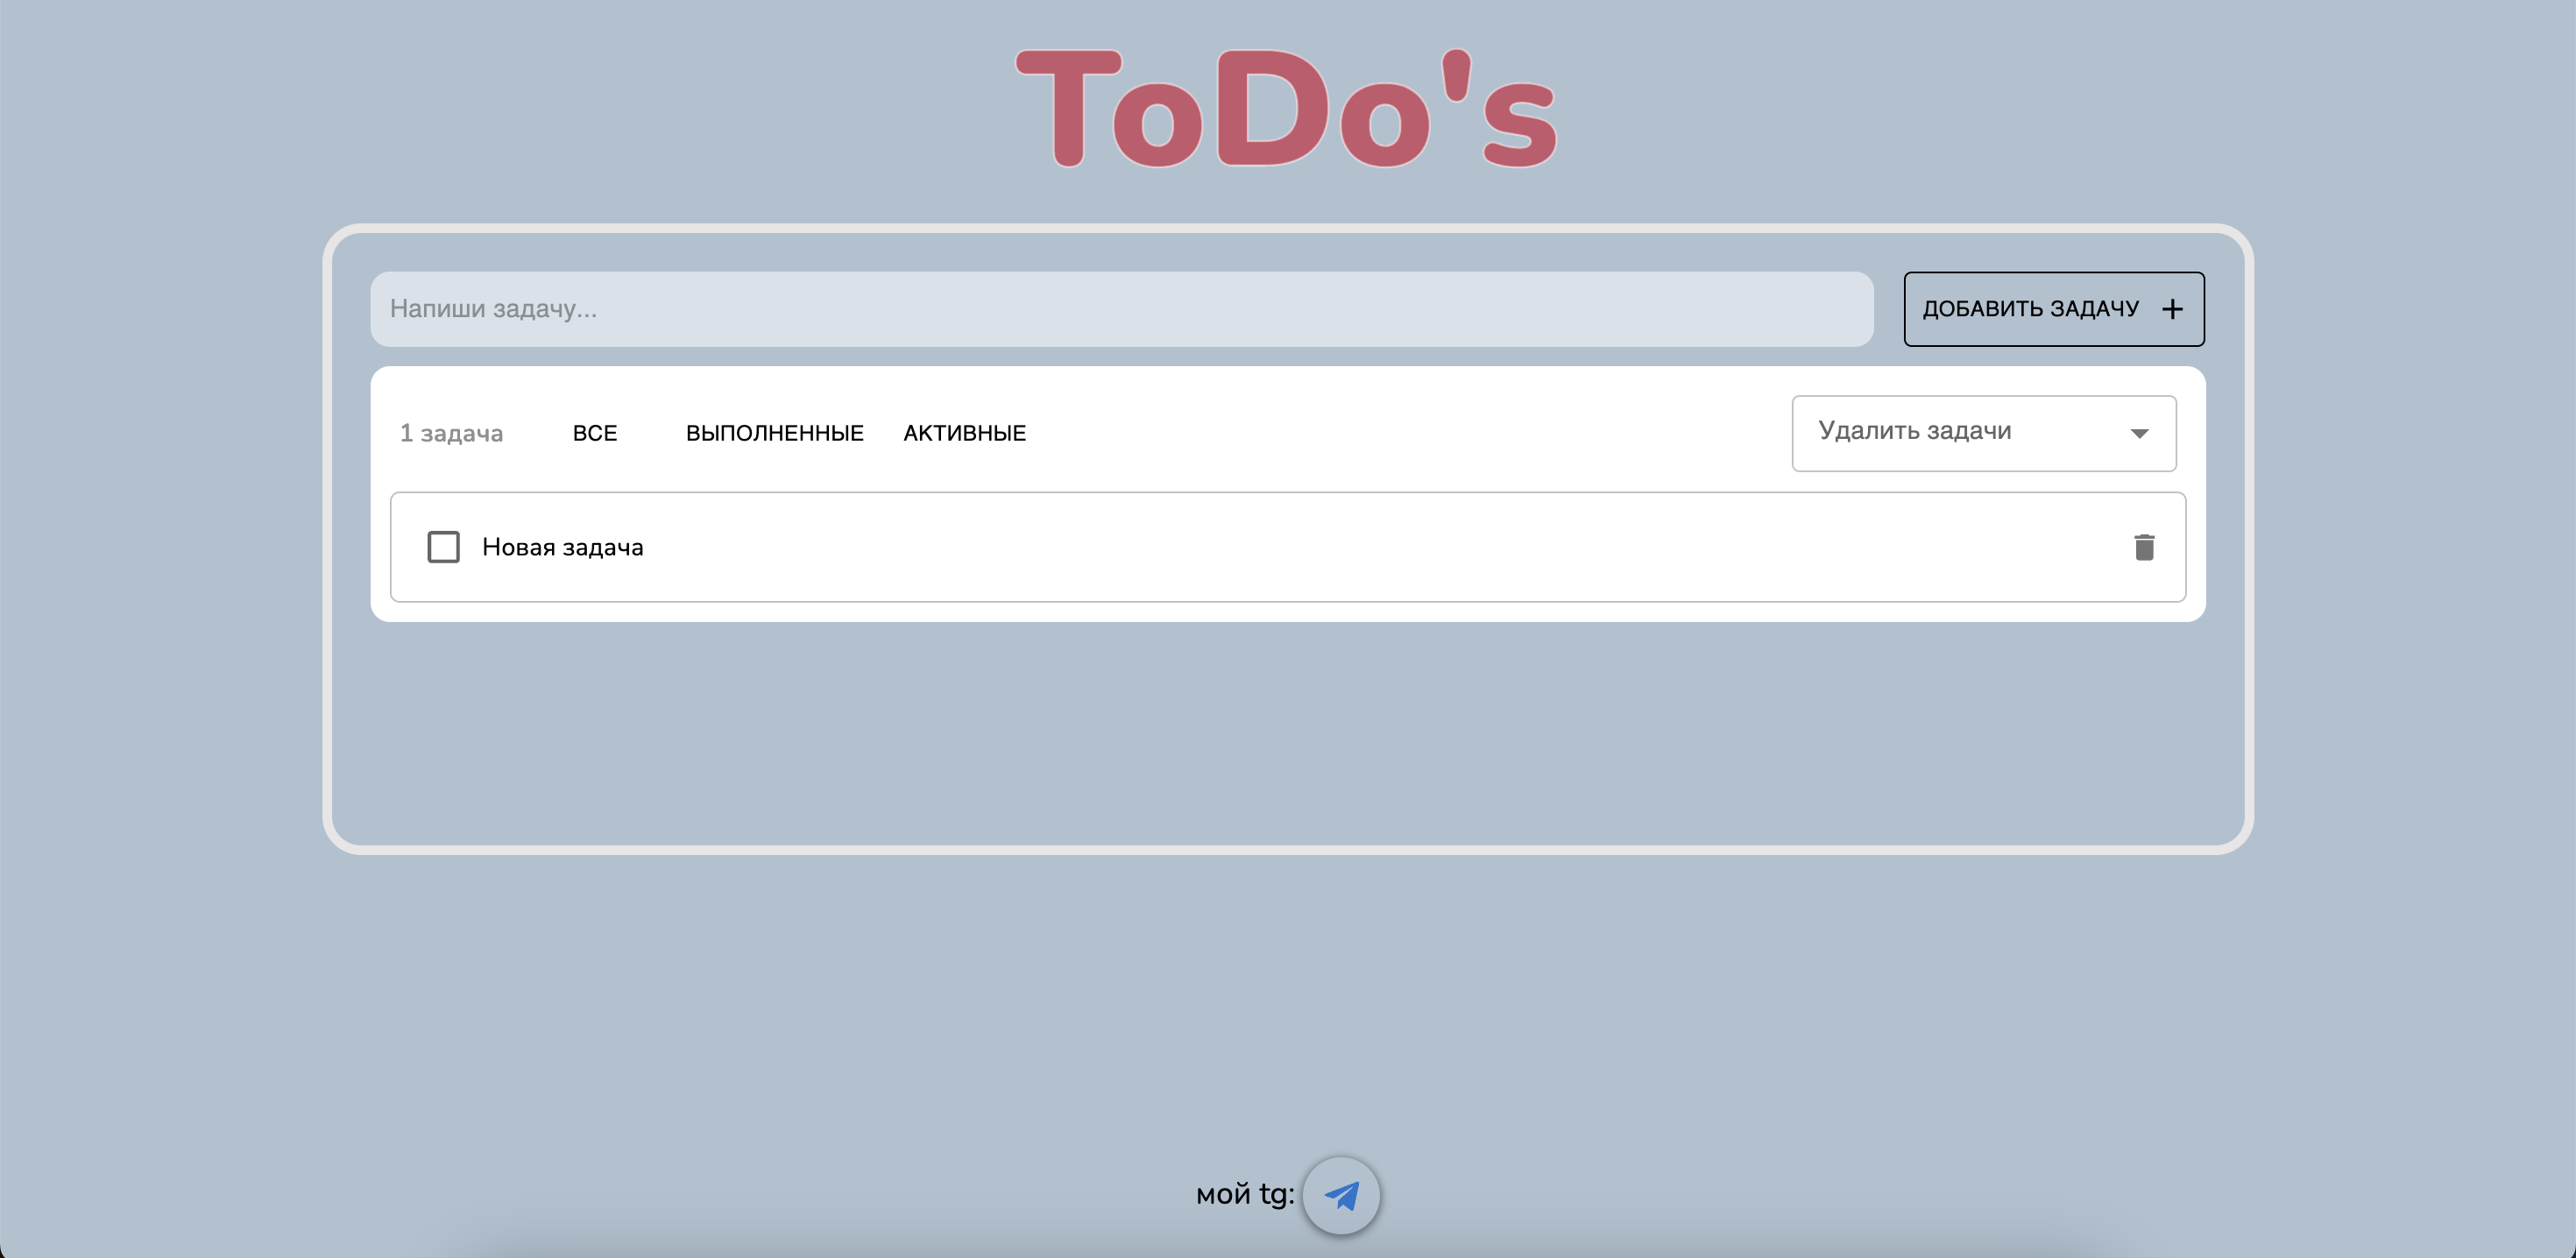 ToDo's
Напиши задачу...
ДОБАВИТЬ ЗАДАЧУ +
1 задача ВСЕ ВЫПОЛНЕННЫЕ АКТИВНЫЕ Удалить задачи
Новая задача
мой tg: